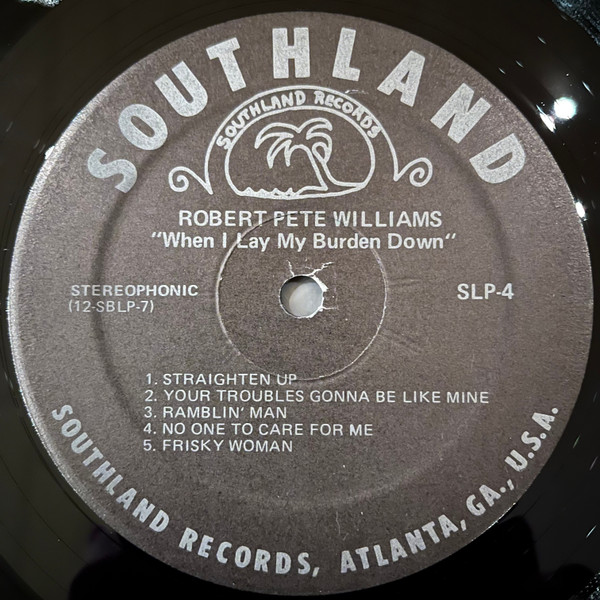 SOUTHLAND
SOUTHLAND RECORDS
ROBERT PETE WILLIAMS
"When I Lay My Burden Down"
STEREOPHONIC
(12-SBLP-7)
SLP-4
1. STRAIGHTEN UP
2. YOUR TROUBLES GONNA BE LIKE MINE
3. RAMBLIN' MAN
4. NO ONE TO CARE FOR ME
5. FRISKY WOMAN
SOUTHLAND RECORDS, ATLANTA, GA., U.S.A.